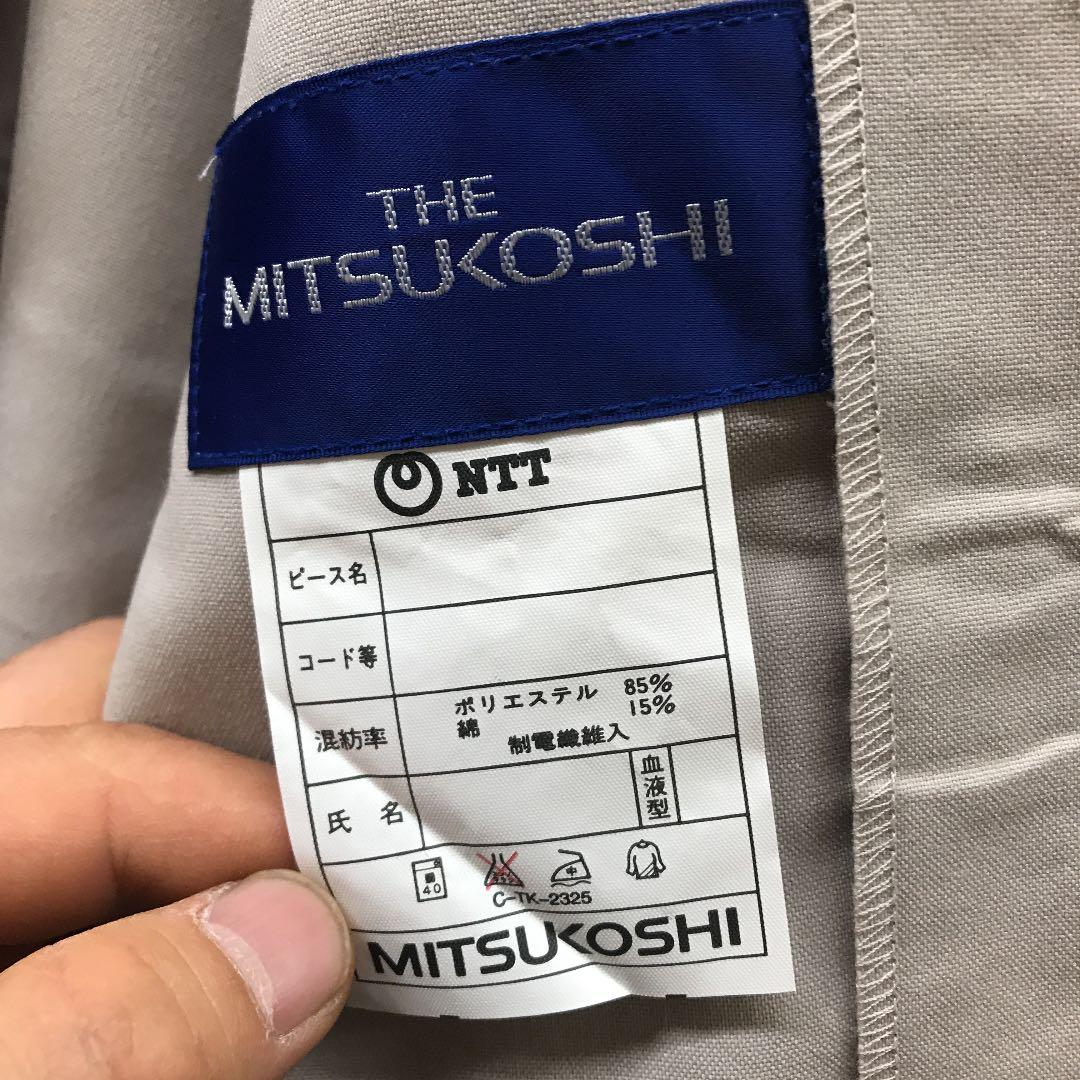 THE
MITSUKOSHI
NTT
ピース名
コード等
混紡率
ポリエステル 85%
綿 15%
制電繊維入
氏 名
血液型
40
中
C-TK-2325
MITSUKOSHI